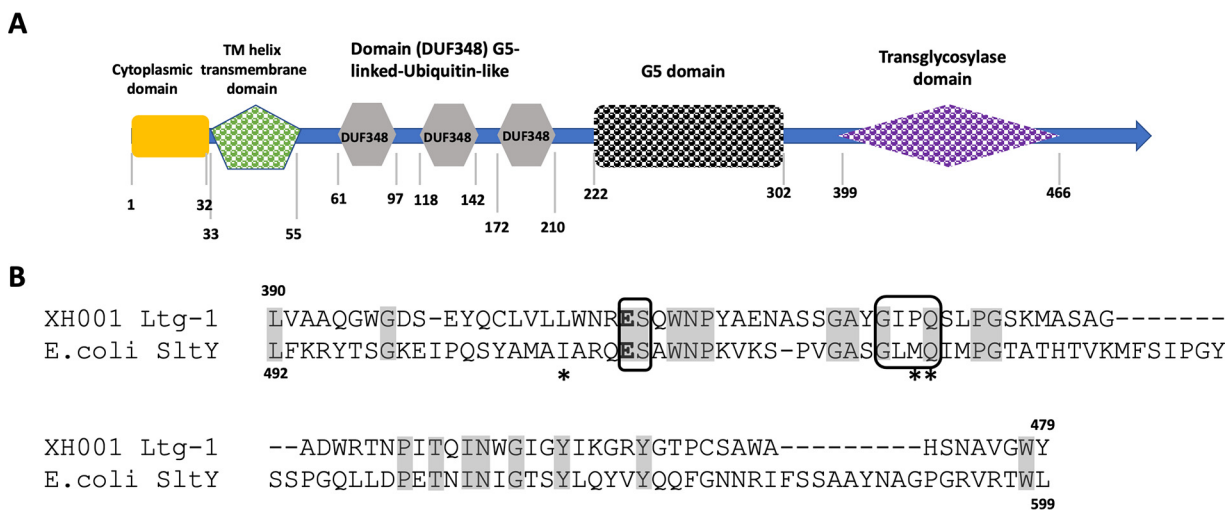 A
Cytoplasmic domain
TM helix transmembrane domain
Domain (DUF348) G5-
linked-Ubiquitin-like
G5 domain
Transglycosylase
domain
DUF348 DUF348 DUF348
1 32 33 55 61 97 118 142 172 210 222 302 399 466
B
390
XH001 Ltg-1 LVAAQGWGDS-EYQCLVLLWNRESQWNPYAENASSGAYGIPQSLPGSKMASAG-------
E.coli SltY LFKRYTSGKEIPQSYAMAIARQESAWNPKVKS-PVGASGLMQIMPGTATHTVKMFSIPGY
492 * **
479
XH001 Ltg-1 --ADWRTNPITQINWGIGYIKGRYGTPCSAWA---------HSNAVGWY
E.coli SltY SSPGQLLDPETNINIGTSYLQYVYQQFGNNRIFSSAAYNAGPGRVRTWL
599